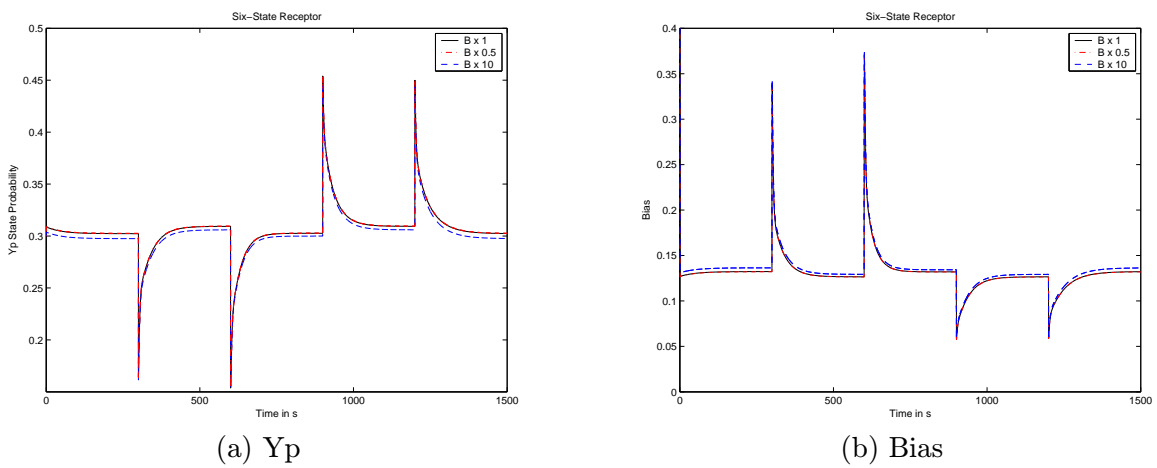 Six−State Receptor
B x 1
B x 0.5
B x 10
Yp State Probability
0.5
0.45
0.4
0.35
0.3
0.25
0.2
0 500 1000 1500
Time in s
(a) Yp
Six−State Receptor
B x 1
B x 0.5
B x 10
Bias
0.4
0.35
0.3
0.25
0.2
0.15
0.1
0.05
0
0 500 1000 1500
Time in s
(b) Bias